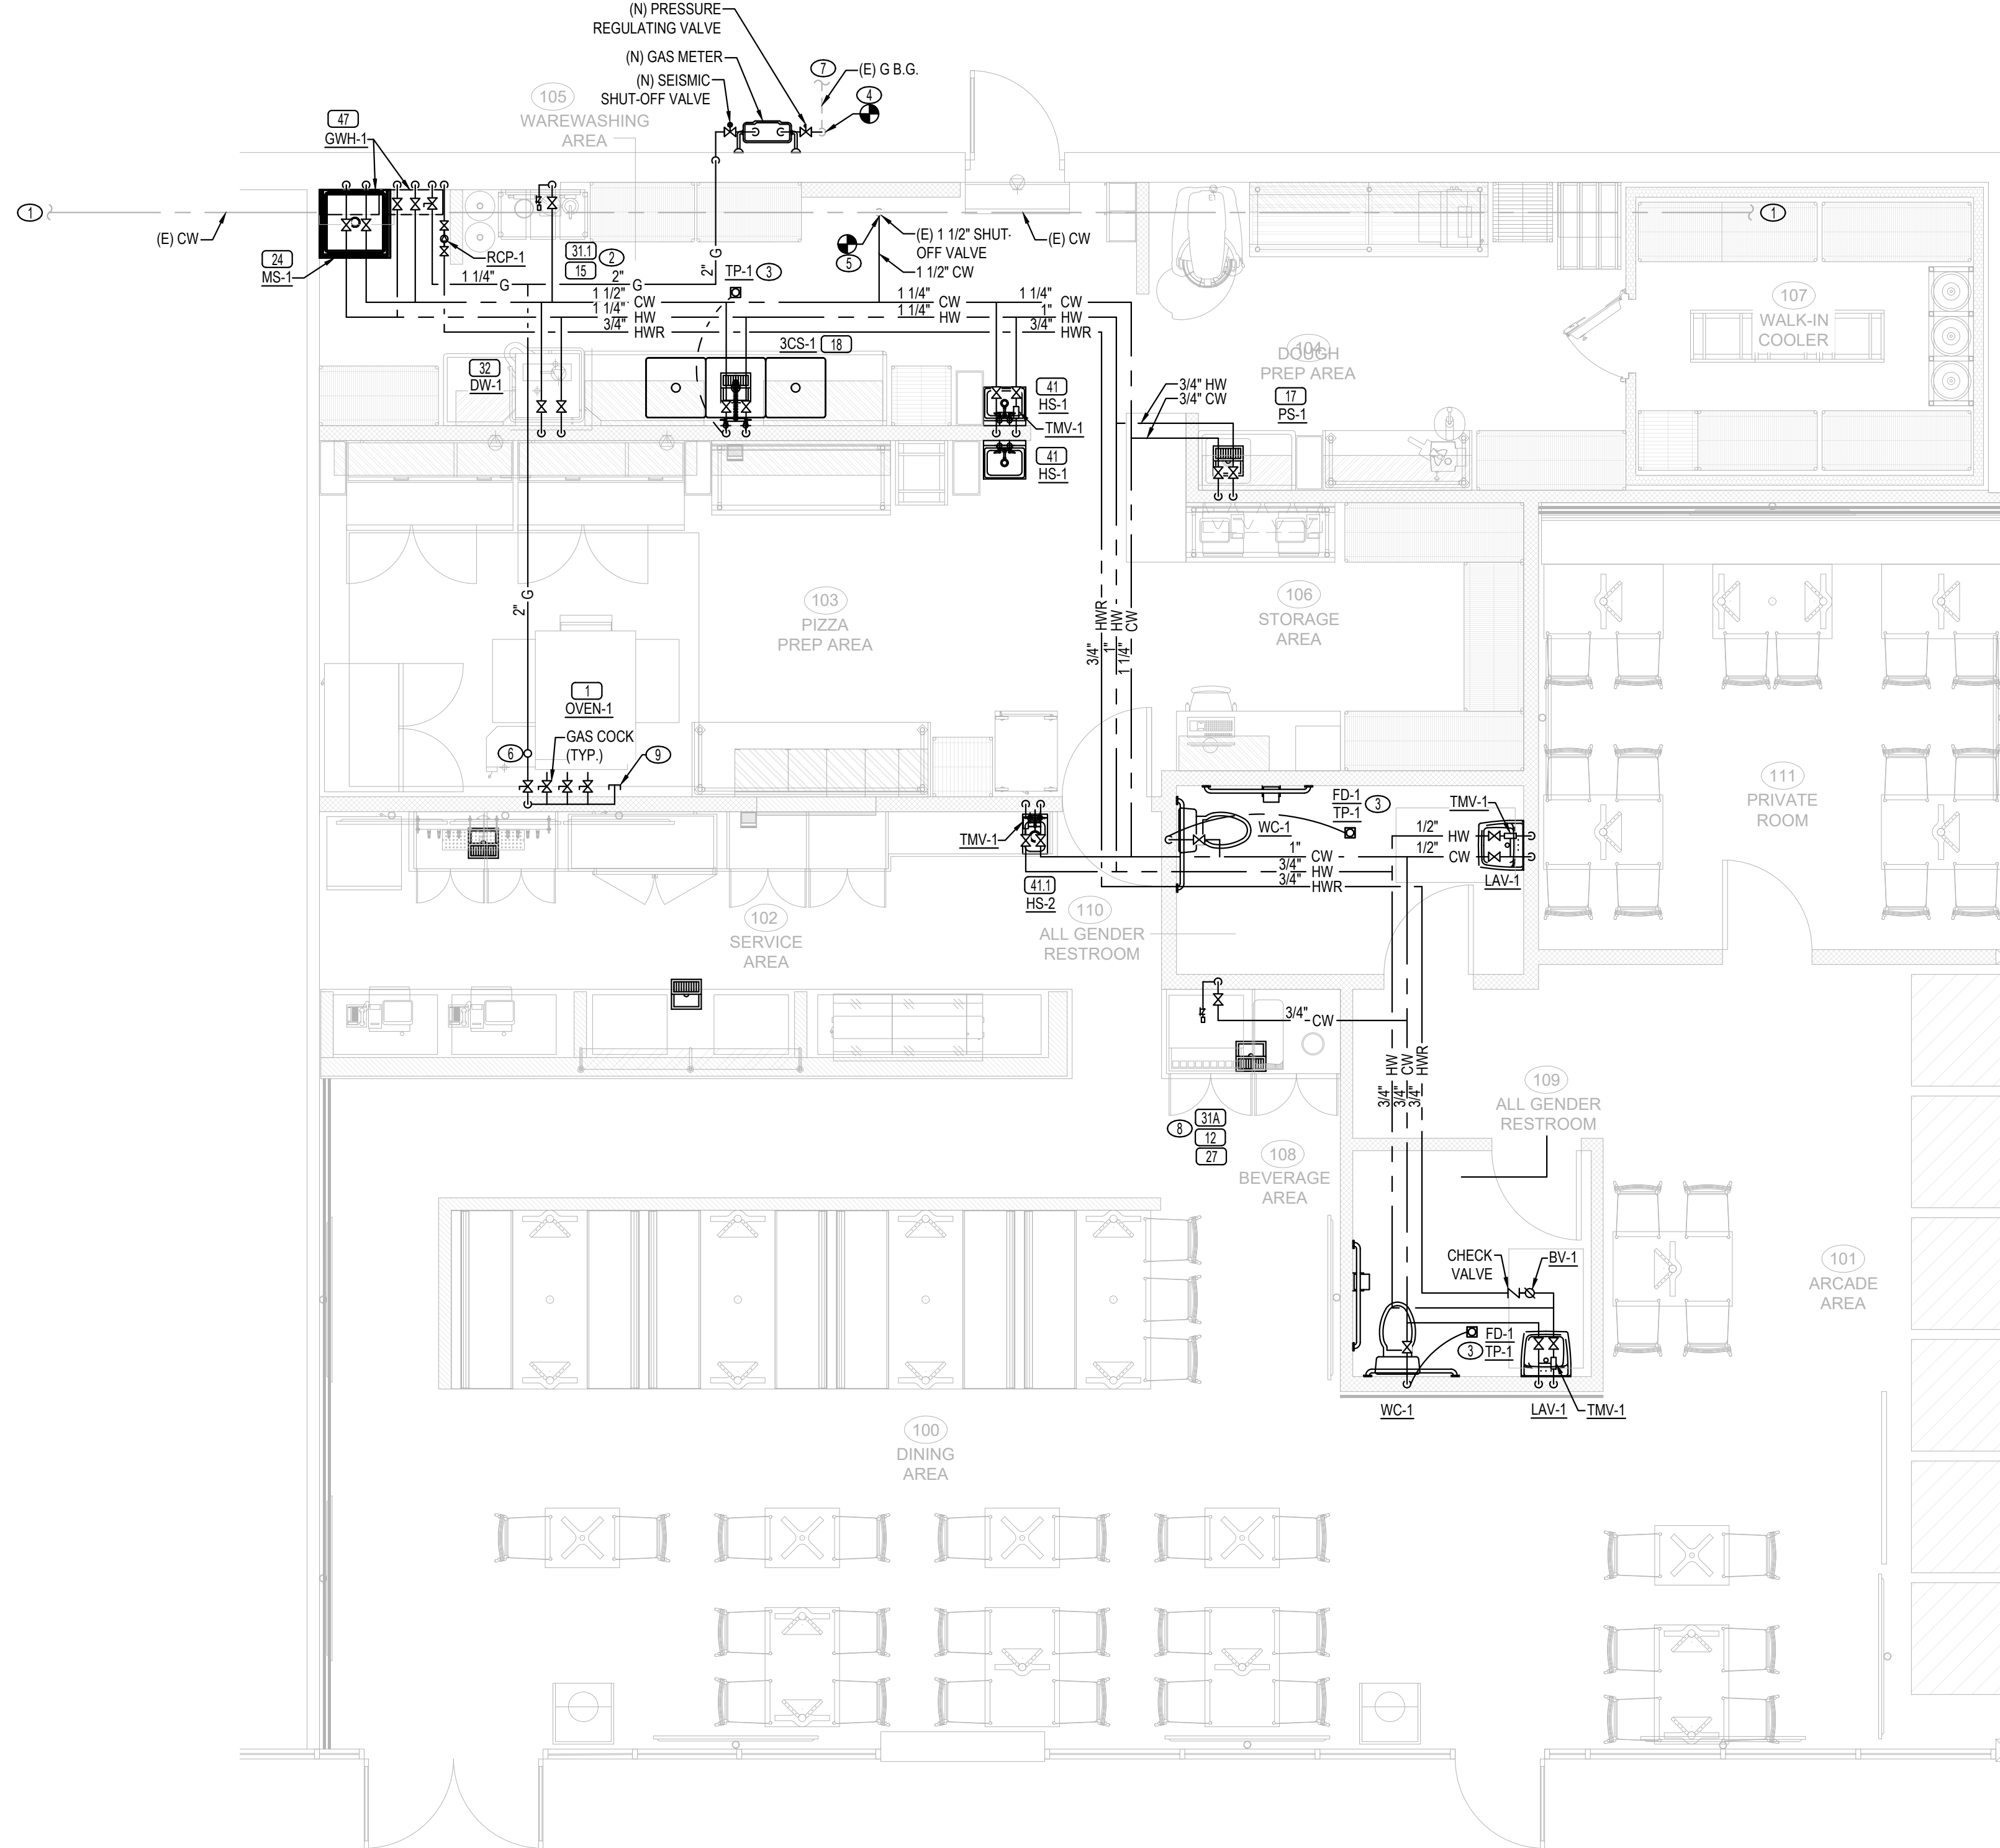 (N) PRESSURE
REGULATING VALVE
(N) GAS METER
(N) SEISMIC
SHUT-OFF VALVE
7
(E) G B.G.
4
105
WAREWASHING
AREA
47
GWH-1
1
(E) CW
24
MS-1
RCP-1
31.1
15
2
TP-1
3
5
(E) 1 1/2" SHUT-
OFF VALVE
1 1/2" CW
(E) CW
1
2"
G
1 1/4"
G
2"
G
1 1/2"
CW
1 1/4"
HW
3/4"
HWR
1 1/4"
CW
1 1/4"
HW
1 1/4"
CW
1"
HW
3/4"
HWR
107
WALK-IN
COOLER
104
DOUGH
PREP AREA
3CS-1
18
32
DW-1
41
HS-1
TMV-1
41
HS-1
3/4" HW
3/4" CW
17
PS-1
2"
G
103
PIZZA
PREP AREA
3/4"
HWR
1"
HW
1 1/4"
CW
106
STORAGE
AREA
1
OVEN-1
GAS COCK
(TYP.)
6
9
111
PRIVATE
ROOM
FD-1
TP-1
3
WC-1
TMV-1
1/2"
HW
1/2"
CW
LAV-1
TMV-1
1"
CW
3/4"
HW
3/4"
HWR
41.1
HS-2
102
SERVICE
AREA
110
ALL GENDER
RESTROOM
3/4"
CW
3/4"
HW
3/4"
CW
3/4"
HWR
109
ALL GENDER
RESTROOM
8
31A
12
27
108
BEVERAGE
AREA
CHECK
VALVE
BV-1
101
ARCADE
AREA
FD-1
3
TP-1
WC-1
LAV-1
TMV-1
100
DINING
AREA